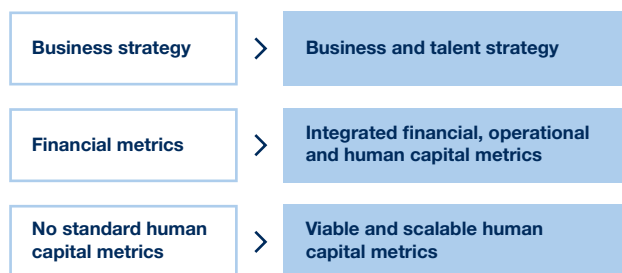 Business strategy
Business and talent strategy
Financial metrics
Integrated financial, operational
and human capital metrics
No standard human
capital metrics
Viable and scalable human
capital metrics